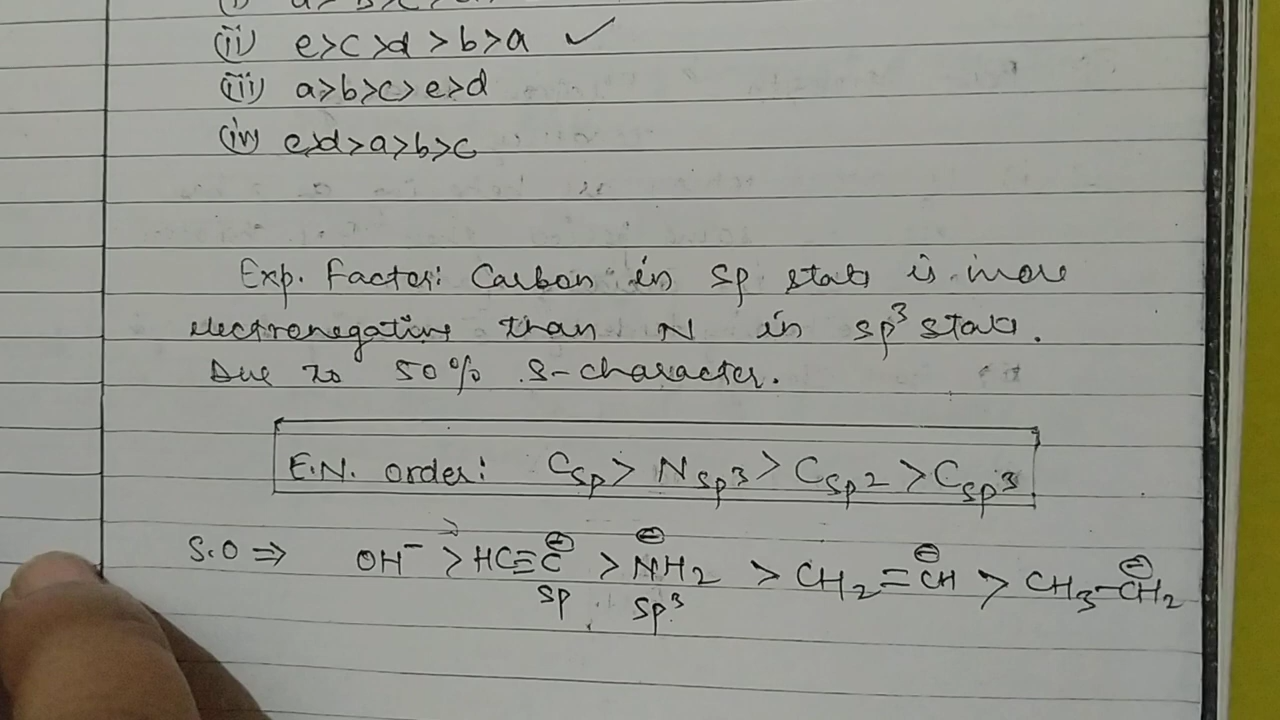 (i) a>b>c>d>
(ii) e>c>d>b>a ✓
(iii) a>b>c>e>d
(iv) e>d>a>b>c
Exp. Factor: Carbon in sp state is more
electronegative than N in sp³ state.
Due to 50% s-character.
E.N. order: Csp > Nsp³ > Csp² > Csp³
S.O ⇒ OH⁻ > HC≡C⊖ > N⊖H₂ > CH₂=C⊖H > CH₃-C⊖H₂
sp sp³